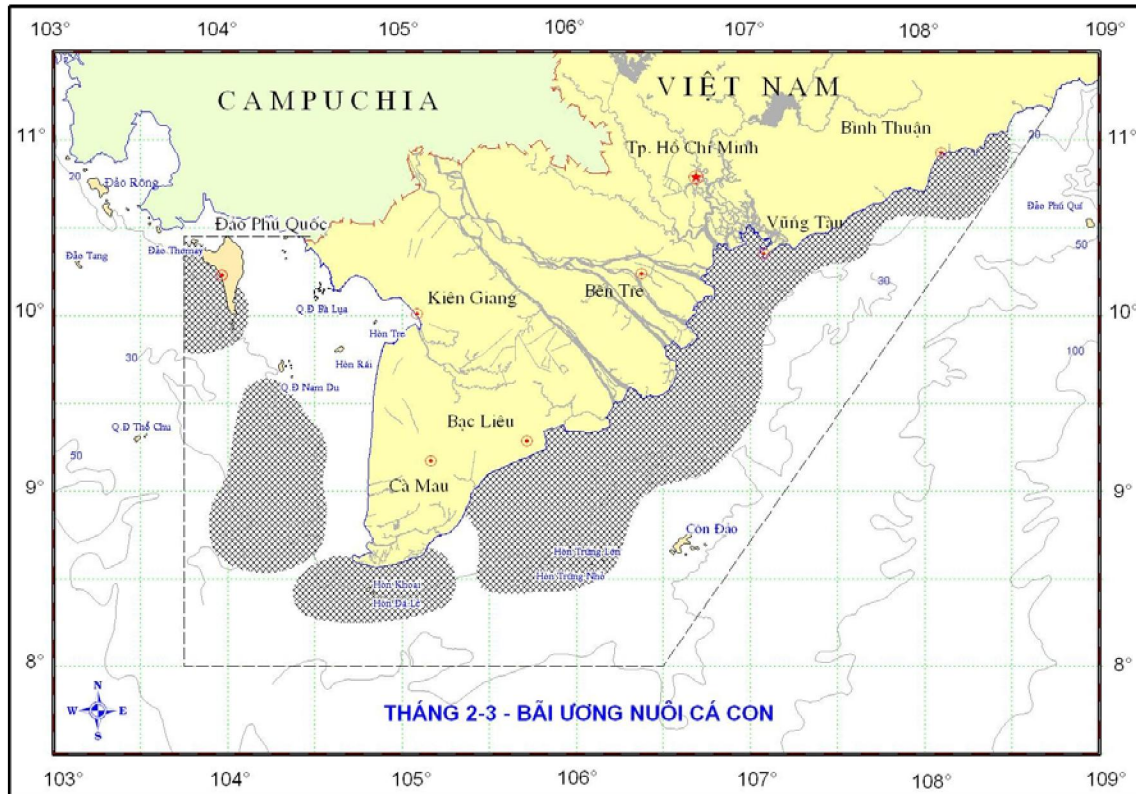 103° 104° 105° 106° 107° 108° 109°
VIỆT NAM
CAMPUCHIA
Bình Thuận
11° 11°
Tp. Hồ Chí Minh
20
20
Đảo Rồng
Đảo Phú Quí
Đảo Phú Quốc
Vũng Tàu
50
Đảo Thơmây
Đảo Tang
Bến Tre
30
Kiên Giang
Q.Đ Bà Lụa
10° 10°
Hòn Tre
100
30
Hòn Rái
Q.Đ Nam Du
Bạc Liêu
Q.Đ Thổ Chu
50
9° 9°
Cà Mau
Côn Đảo
Hòn Trứng Lớn
Hòn Trứng Nhỏ
Hòn Khoai
Hòn Đá Lẻ
8° 8°
N
W E
S
THÁNG 2-3 - BÃI ƯƠNG NUÔI CÁ CON
103° 104° 105° 106° 107° 108° 109°